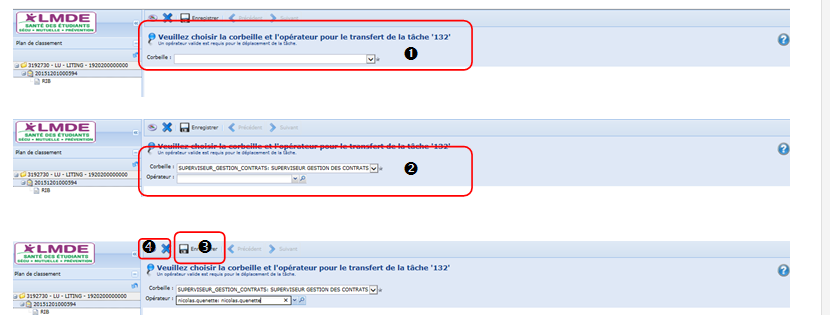 LMDE
SANTÉ DES ÉTUDIANTS
SÉCU • MUTUELLE • PRÉVENTION
Enregistrer
Précédent
Suivant
Veuillez choisir la corbeille et l'opérateur pour le transfert de la tâche '132'
Un opérateur valide est requis pour le déplacement de la tâche.
Plan de classement
Corbeille :
1
3192730 - LU - LITING - 1920200000000
20151201000594
RIB
LMDE
SANTÉ DES ÉTUDIANTS
SÉCU • MUTUELLE • PRÉVENTION
Enregistrer
Précédent
Suivant
Veuillez choisir la corbeille et l'opérateur pour le transfert de la tâche '132'
Un opérateur valide est requis pour le déplacement de la tâche.
Plan de classement
Corbeille : SUPERVISEUR_GESTION_CONTRATS: SUPERVISEUR GESTION DES CONTRATS
2
Opérateur :
3192730 - LU - LITING - 1920200000000
20151201000594
RIB
LMDE
SANTÉ DES ÉTUDIANTS
SÉCU • MUTUELLE • PRÉVENTION
4
3
Précédent
Suivant
Veuillez choisir la corbeille et l'opérateur pour le transfert de la tâche '132'
Un opérateur valide est requis pour le déplacement de la tâche.
Plan de classement
Corbeille : SUPERVISEUR_GESTION_CONTRATS: SUPERVISEUR GESTION DES CONTRATS
Opérateur : nicolas.quenette: nicolas.quenette
3192730 - LU - LITING - 1920200000000
20151201000594
RIB